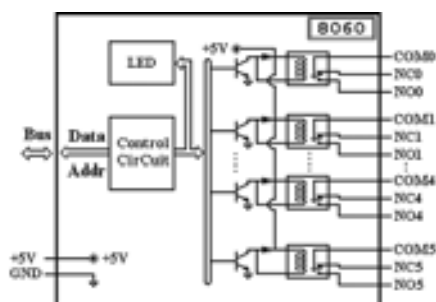 8060
+5V
LED
COM0
NC0
NO0
Bus
Data
Addr
Control
CirCuit
COM1
NC1
NO1
COM4
NC4
NO4
+5V
+5V
GND
COM5
NC5
NO5